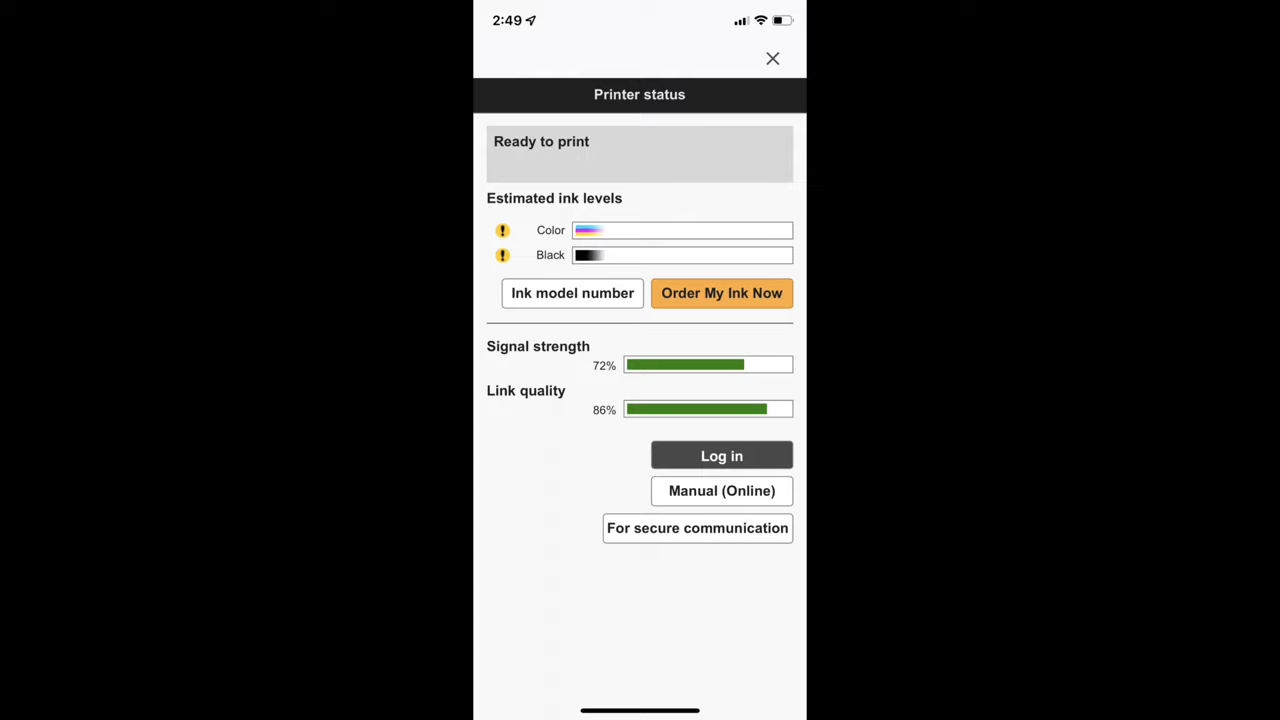 2:49
Printer status
Ready to print
Estimated ink levels
! Color
! Black
Ink model number Order My Ink Now
Signal strength
72%
Link quality
86%
Log in
Manual (Online)
For secure communication